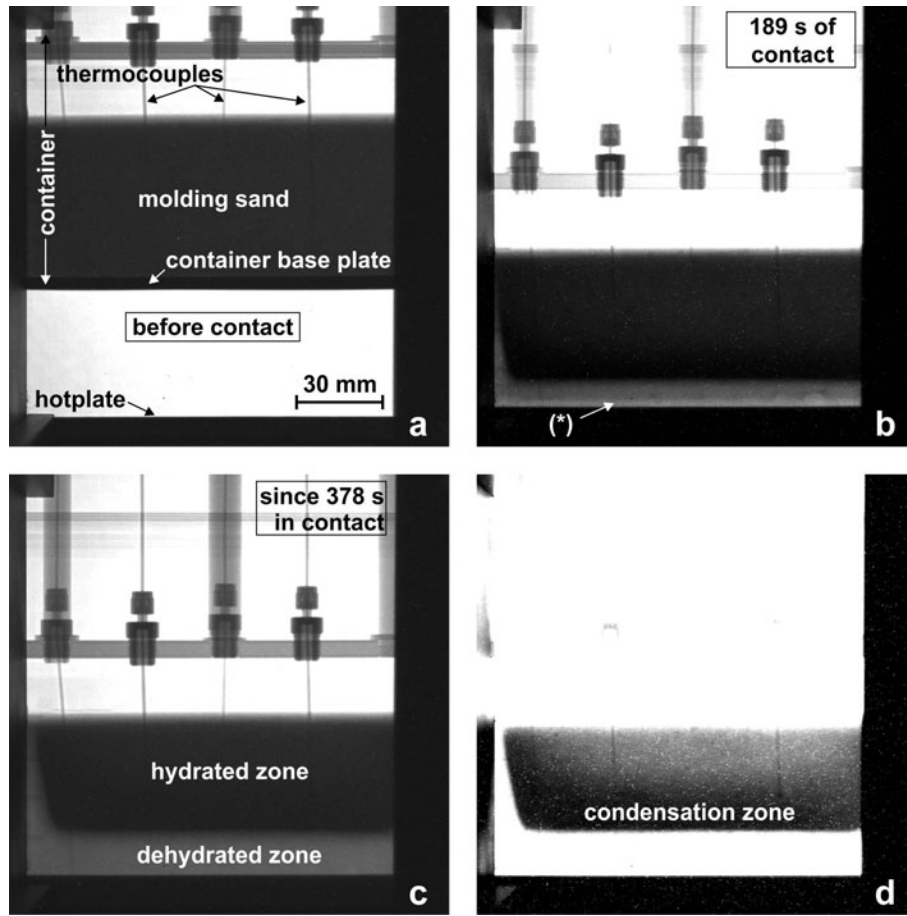 thermocouples
container
molding sand
container base plate
before contact
30 mm
hotplate
a
189 s of
contact
(*)
b
since 378 s
in contact
hydrated zone
dehydrated zone
c
condensation zone
d